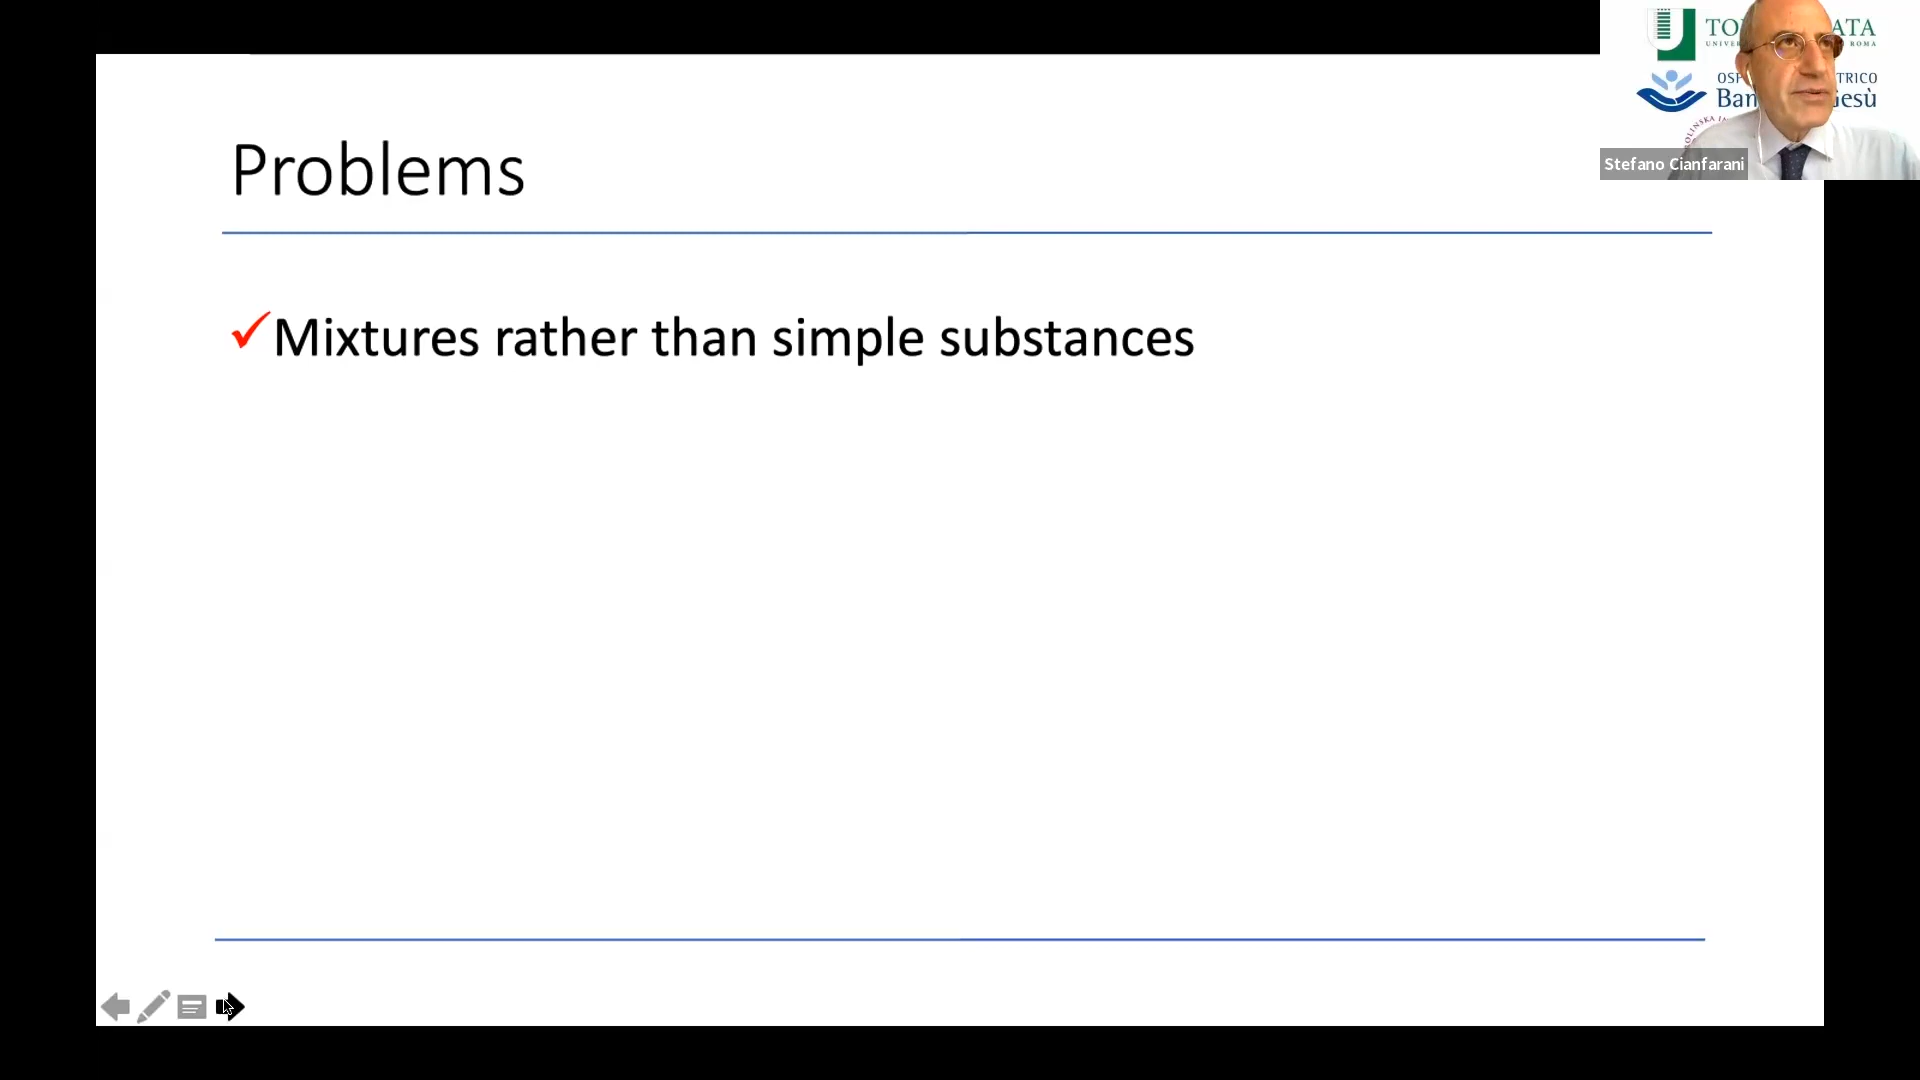 Problems
✓Mixtures rather than simple substances
Stefano Cianfarani